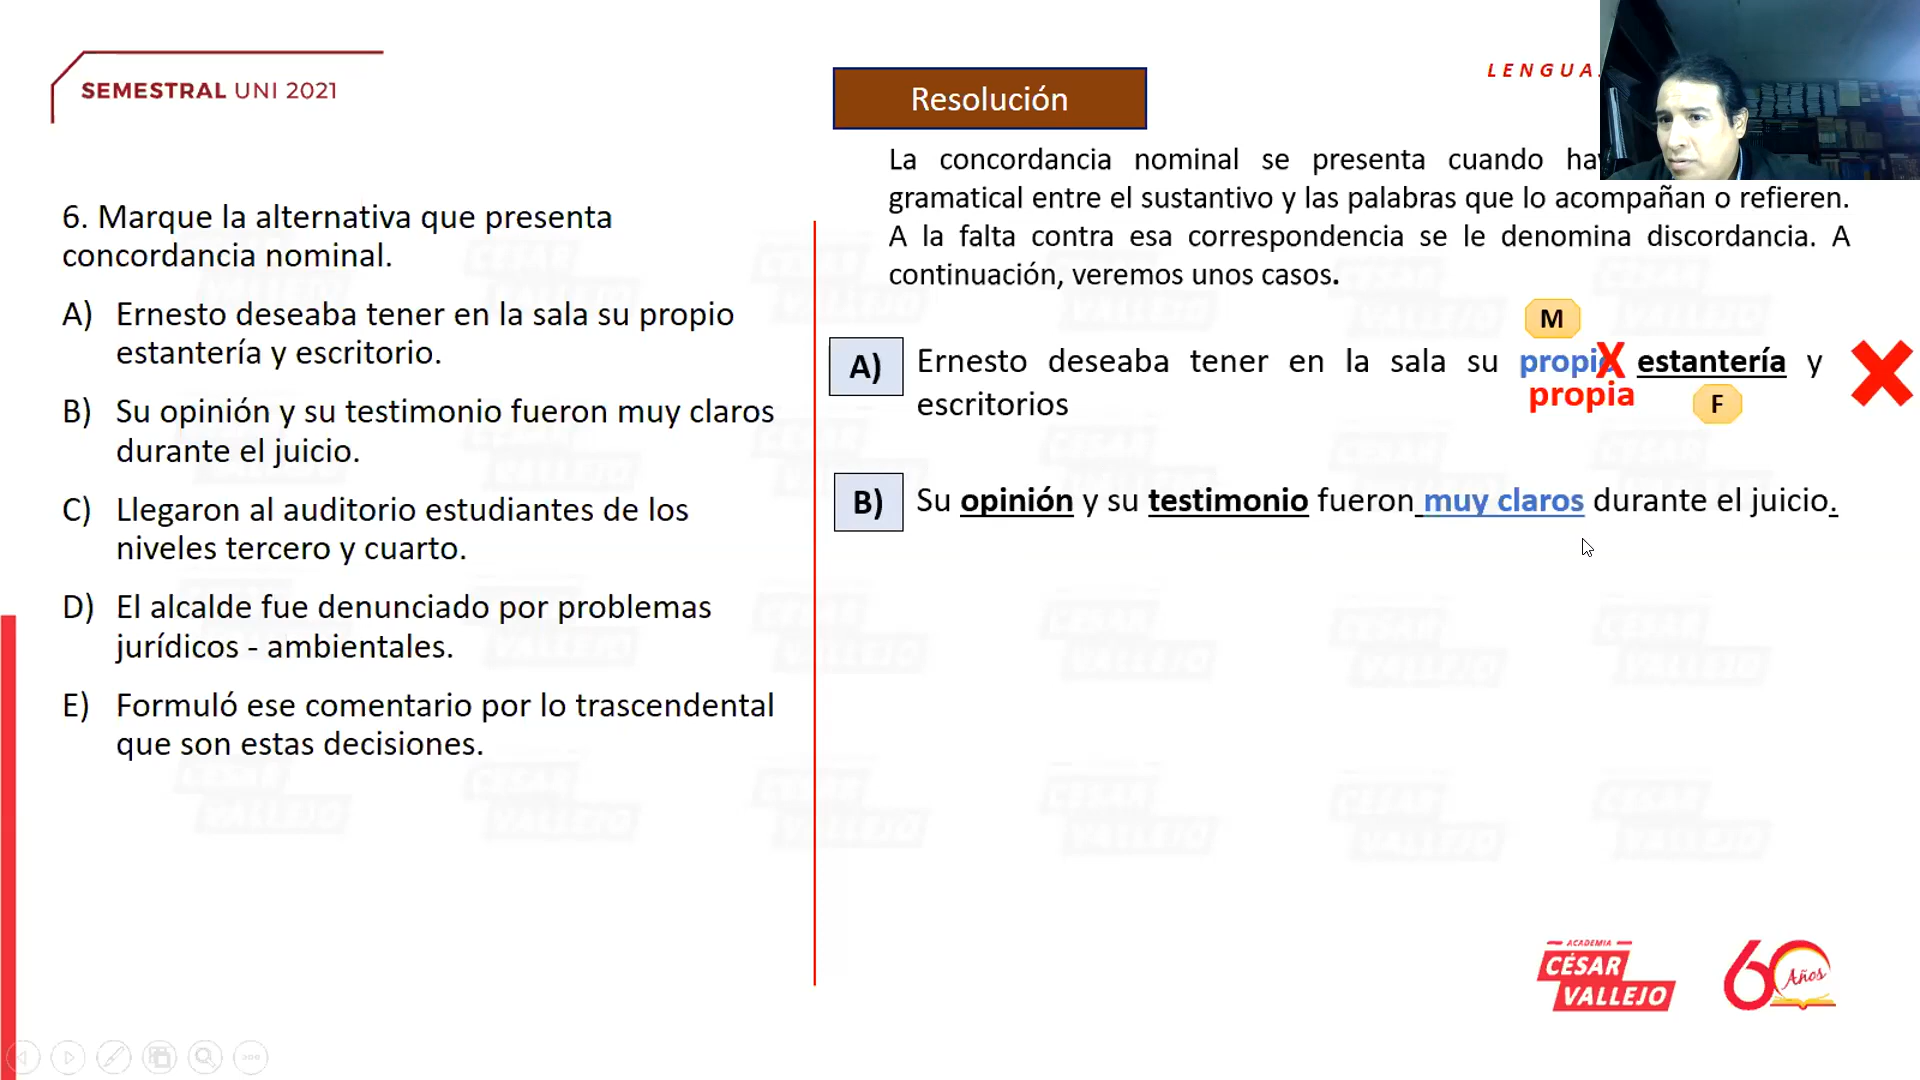 SEMESTRAL UNI 2021
6. Marque la alternativa que presenta
concordancia nominal.
A) Ernesto deseaba tener en la sala su propio
estantería y escritorio.
B) Su opinión y su testimonio fueron muy claros
durante el juicio.
C) Llegaron al auditorio estudiantes de los
niveles tercero y cuarto.
D) El alcalde fue denunciado por problemas
jurídicos - ambientales.
E) Formuló ese comentario por lo trascendental
que son estas decisiones.
Resolución
LENGUA
La concordancia nominal se presenta cuando
gramatical entre el sustantivo y las palabras que lo acompañan o refieren.
A la falta contra esa correspondencia se le denomina discordancia. A
continuación, veremos unos casos.
M
A) Ernesto deseaba tener en la sala su propio X estantería y
propia
F
escritorios
B) Su opinión y su testimonio fueron muy claros durante el juicio.
ACADEMIA
CÉSAR
VALLEJO
60 Años
CÉSAR
VALLEJO